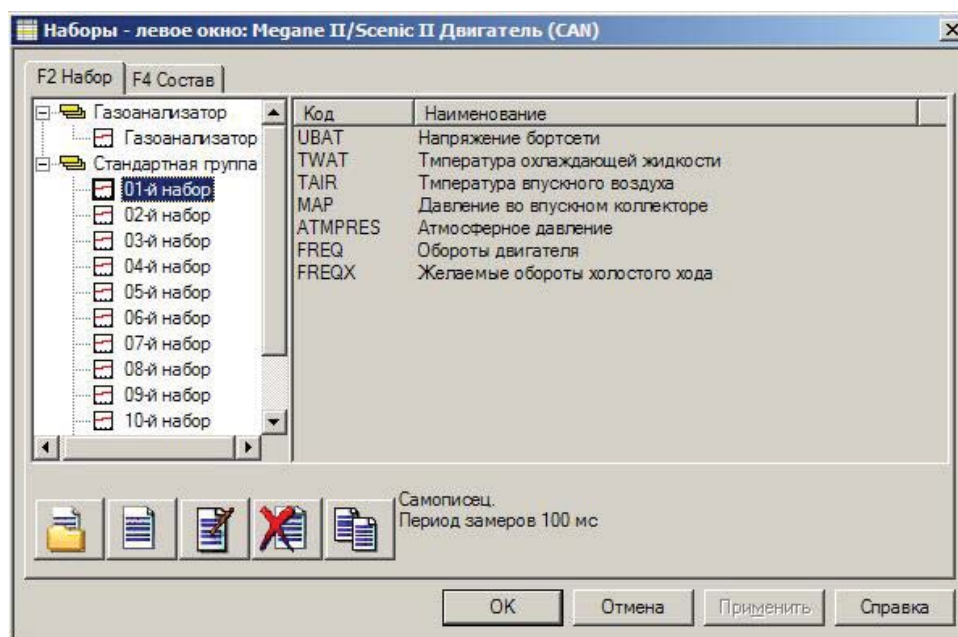 Наборы - левое окно: Megane II/Scenic II Двигатель (CAN)
F2 Набор
F4 Состав
Газоанализатор
Газоанализатор
Стандартная группа
01-й набор
02-й набор
03-й набор
04-й набор
05-й набор
06-й набор
07-й набор
08-й набор
09-й набор
10-й набор
Код Наименование
UBAT Напряжение бортсети
TWAT Тмпература охлаждающей жидкости
TAIR Тмпература впускного воздуха
MAP Давление во впускном коллекторе
ATMPRES Атмосферное давление
FREQ Обороты двигателя
FREQX Желаемые обороты холостого хода
Самописец.
Период замеров 100 мс
OK
Отмена
Применить
Справка